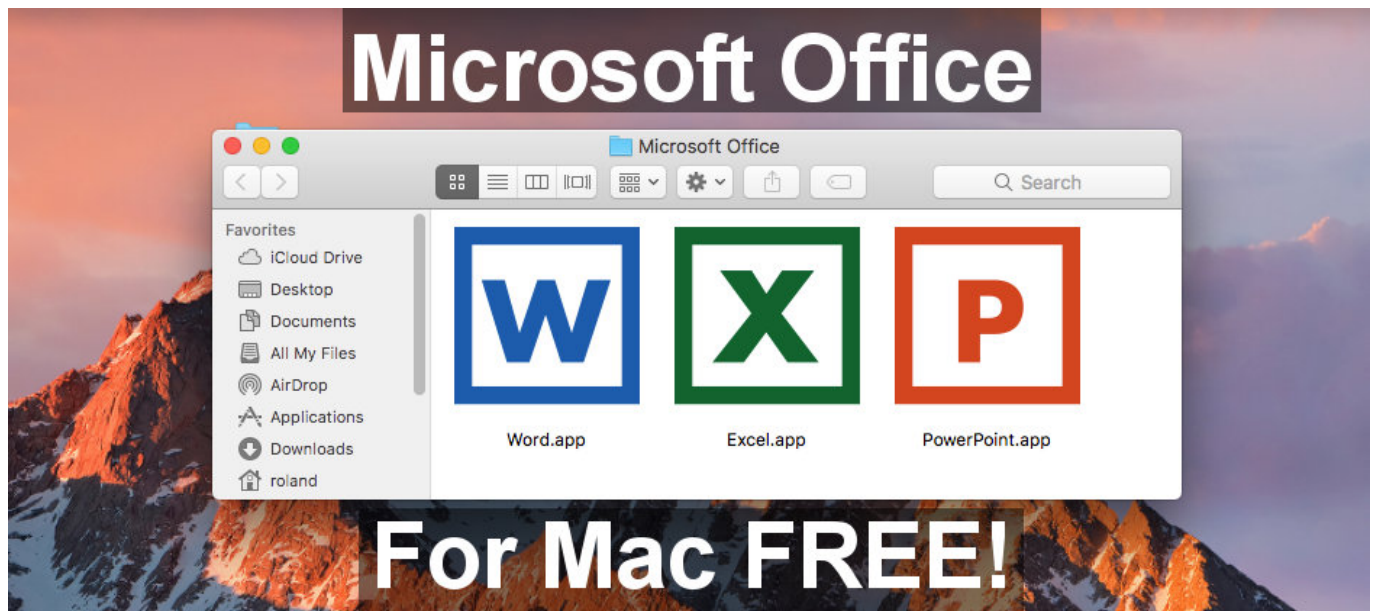 Microsoft Office
Microsoft Office
Search
Favorites
iCloud Drive
Desktop
Documents
All My Files
AirDrop
Applications
Downloads
roland
W X P
Word.app Excel.app PowerPoint.app
For Mac FREE!